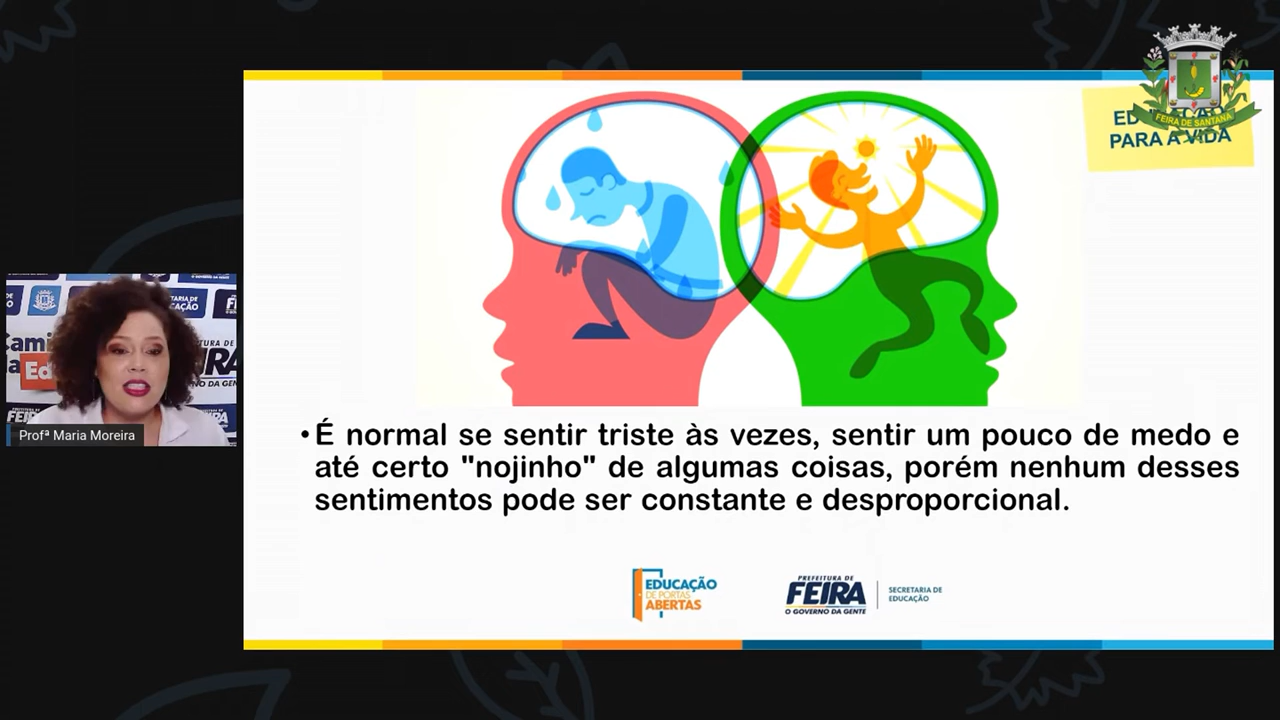 FEIRA DE SANTANA
PARA A VIDA
SECRETARIA DE
EDUCAÇÃO
Profª Maria Moreira
• É normal se sentir triste às vezes, sentir um pouco de medo e
até certo "nojinho" de algumas coisas, porém nenhum desses
sentimentos pode ser constante e desproporcional.
EDUCAÇÃO
DE PORTAS
ABERTAS
PREFEITURA DE
FEIRA
O GOVERNO DA GENTE
SECRETARIA DE
EDUCAÇÃO